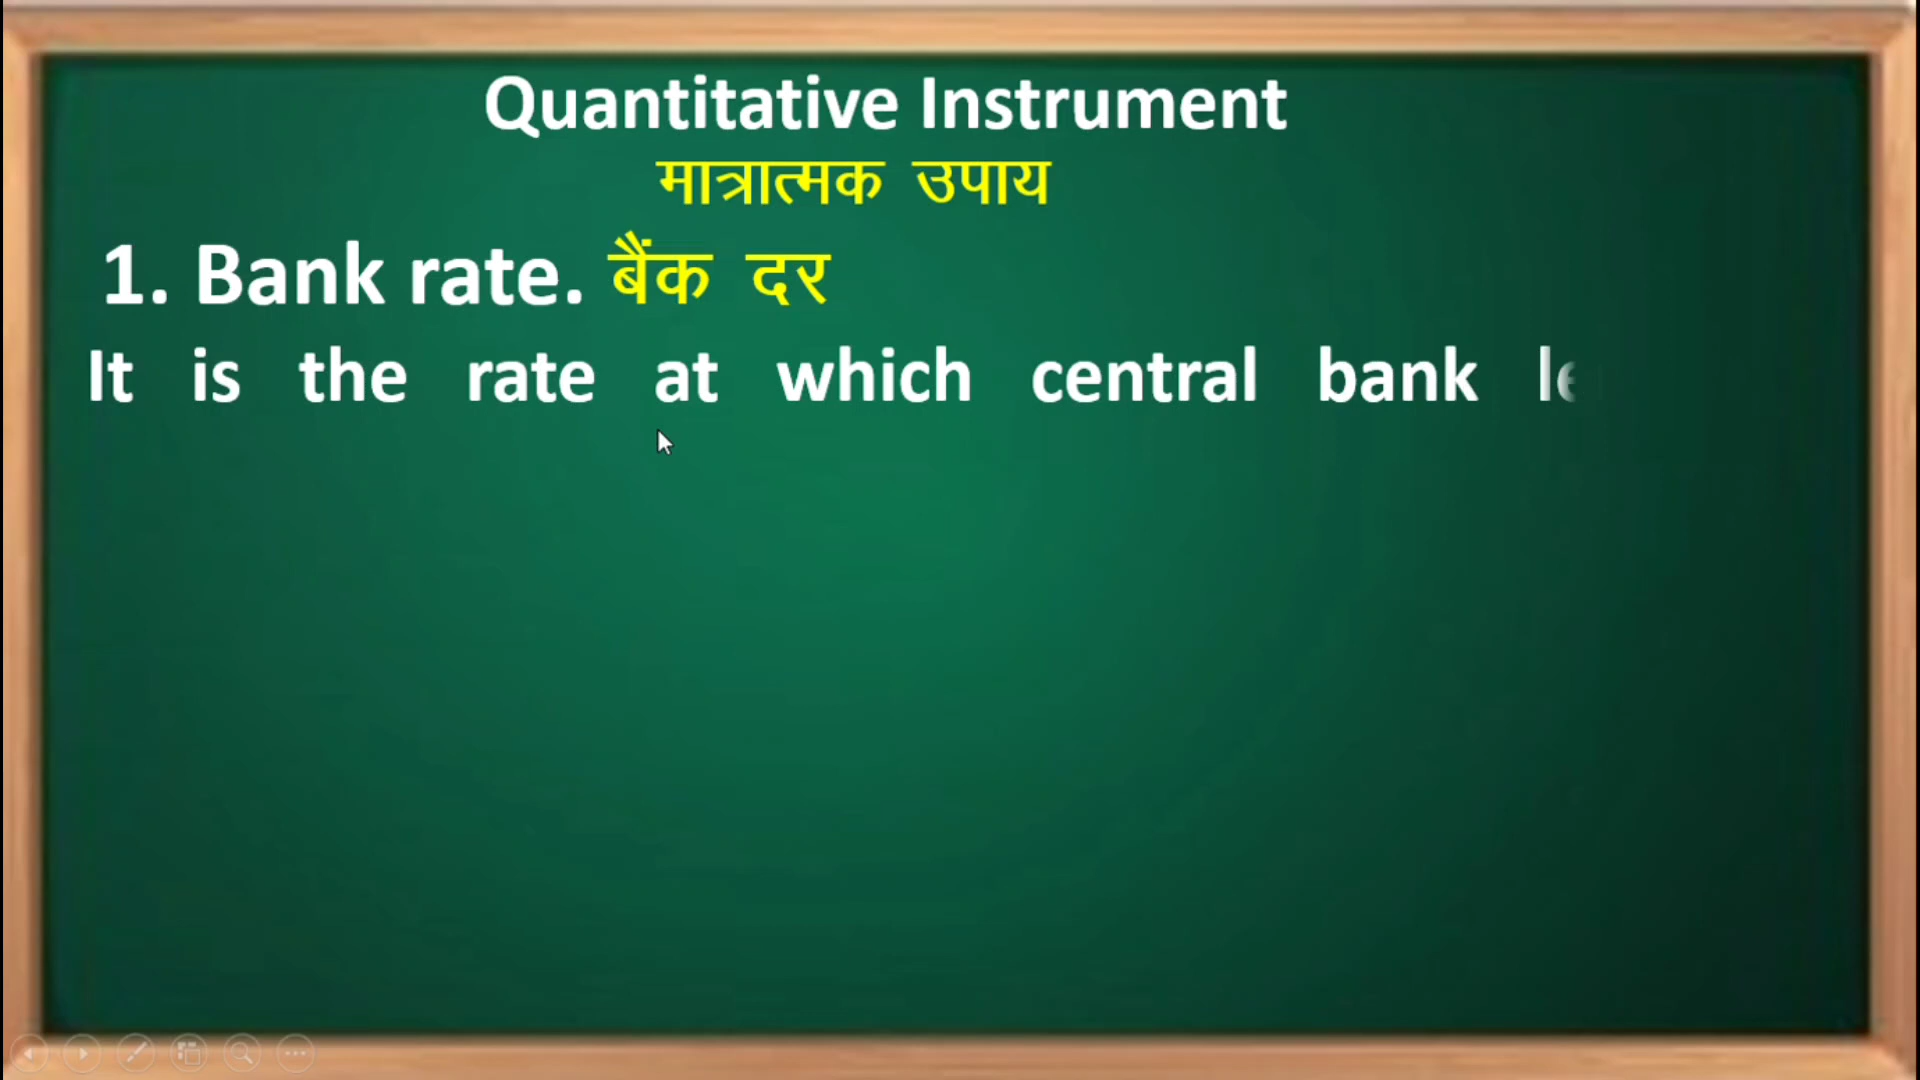 Quantitative Instrument
मात्रात्मक उपाय
1. Bank rate. बैंक दर
It is the rate at which central bank